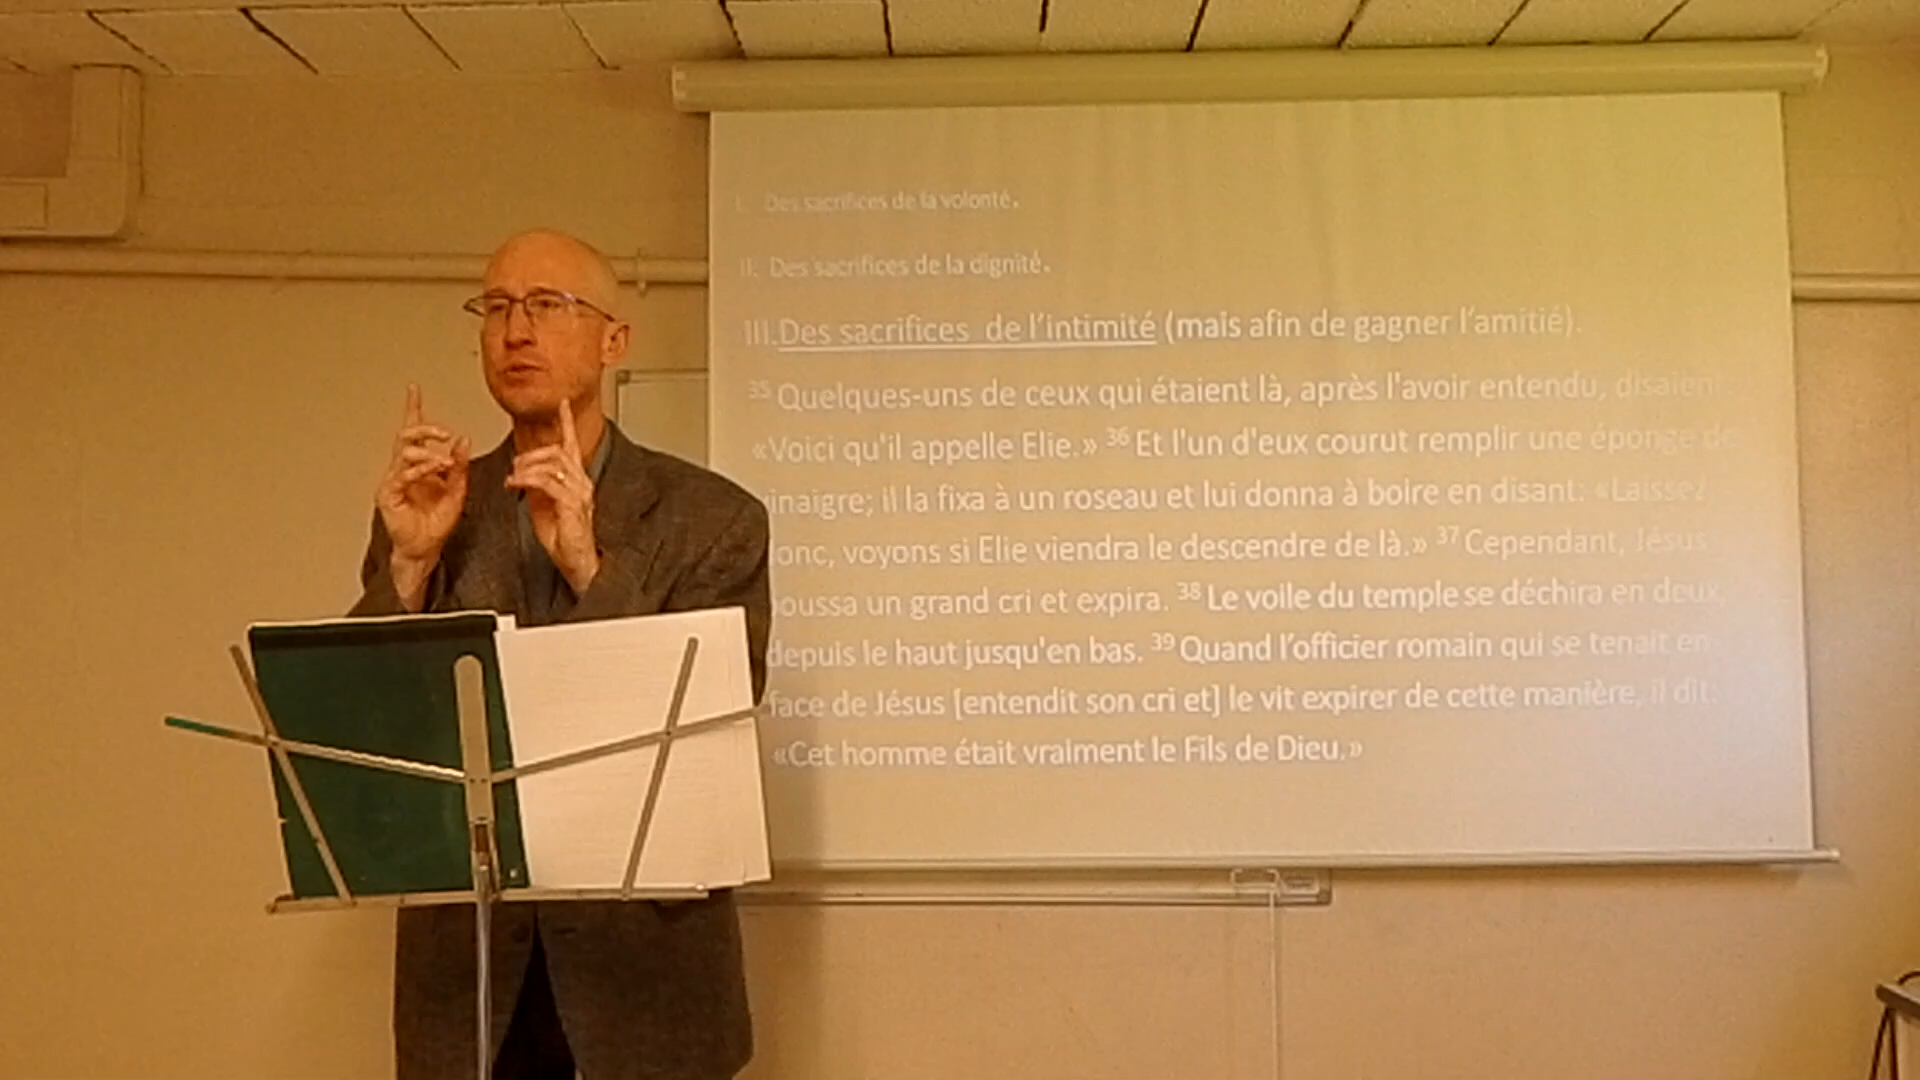 I. Des sacrifices de la volonté.
II. Des sacrifices de la dignité.
III. Des sacrifices de l'intimité (mais afin de gagner l'amitié).
35 Quelques-uns de ceux qui étaient là, après l'avoir entendu, disaient:
«Voici qu'il appelle Elie.» 36 Et l'un d'eux courut remplir une éponge de
inaigre; il la fixa à un roseau et lui donna à boire en disant: «Laissez
onc, voyons si Elie viendra le descendre de là.» 37 Cependant, Jésus
oussa un grand cri et expira. 38 Le voile du temple se déchira en deux,
depuis le haut jusqu'en bas. 39 Quand l'officier romain qui se tenait en
face de Jésus [entendit son cri et] le vit expirer de cette manière, il dit:
«Cet homme était vraiment le Fils de Dieu.»